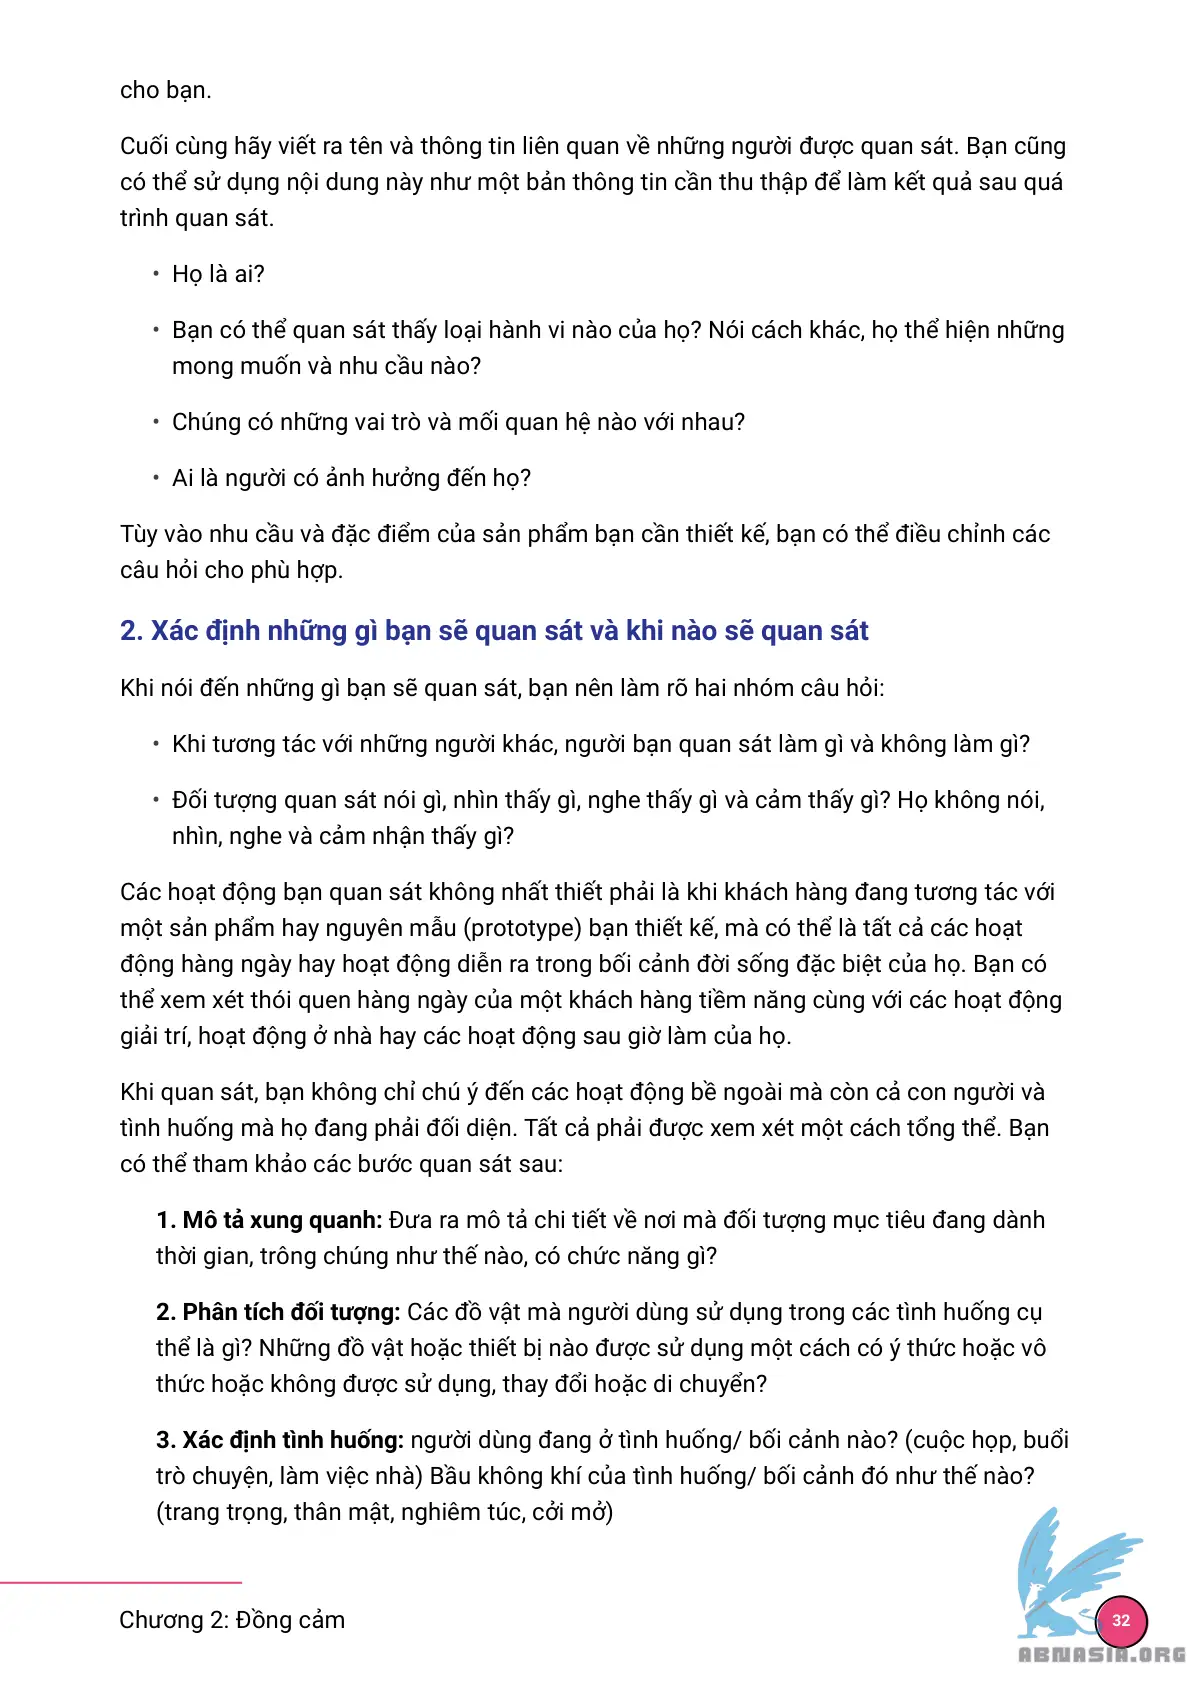 cho bạn.
Cuối cùng hãy viết ra tên và thông tin liên quan về những người được quan sát. Bạn cũng
có thể sử dụng nội dung này như một bản thông tin cần thu thập để làm kết quả sau quá
trình quan sát.
• Họ là ai?
• Bạn có thể quan sát thấy loại hành vi nào của họ? Nói cách khác, họ thể hiện những
mong muốn và nhu cầu nào?
• Chúng có những vai trò và mối quan hệ nào với nhau?
• Ai là người có ảnh hưởng đến họ?
Tùy vào nhu cầu và đặc điểm của sản phẩm bạn cần thiết kế, bạn có thể điều chỉnh các
câu hỏi cho phù hợp.
2. Xác định những gì bạn sẽ quan sát và khi nào sẽ quan sát
Khi nói đến những gì bạn sẽ quan sát, bạn nên làm rõ hai nhóm câu hỏi:
• Khi tương tác với những người khác, người bạn quan sát làm gì và không làm gì?
• Đối tượng quan sát nói gì, nhìn thấy gì, nghe thấy gì và cảm thấy gì? Họ không nói,
nhìn, nghe và cảm nhận thấy gì?
Các hoạt động bạn quan sát không nhất thiết phải là khi khách hàng đang tương tác với
một sản phẩm hay nguyên mẫu (prototype) bạn thiết kế, mà có thể là tất cả các hoạt
động hàng ngày hay hoạt động diễn ra trong bối cảnh đời sống đặc biệt của họ. Bạn có
thể xem xét thói quen hàng ngày của một khách hàng tiềm năng cùng với các hoạt động
giải trí, hoạt động ở nhà hay các hoạt động sau giờ làm của họ.
Khi quan sát, bạn không chỉ chú ý đến các hoạt động bề ngoài mà còn cả con người và
tình huống mà họ đang phải đối diện. Tất cả phải được xem xét một cách tổng thể. Bạn
có thể tham khảo các bước quan sát sau:
1. Mô tả xung quanh: Đưa ra mô tả chi tiết về nơi mà đối tượng mục tiêu đang dành
thời gian, trông chúng như thế nào, có chức năng gì?
2. Phân tích đối tượng: Các đồ vật mà người dùng sử dụng trong các tình huống cụ
thể là gì? Những đồ vật hoặc thiết bị nào được sử dụng một cách có ý thức hoặc vô
thức hoặc không được sử dụng, thay đổi hoặc di chuyển?
3. Xác định tình huống: người dùng đang ở tình huống/ bối cảnh nào? (cuộc họp, buổi
trò chuyện, làm việc nhà) Bầu không khí của tình huống/ bối cảnh đó như thế nào?
(trang trọng, thân mật, nghiêm túc, cởi mở)
Chương 2: Đồng cảm
32
ABNASIA.ORG